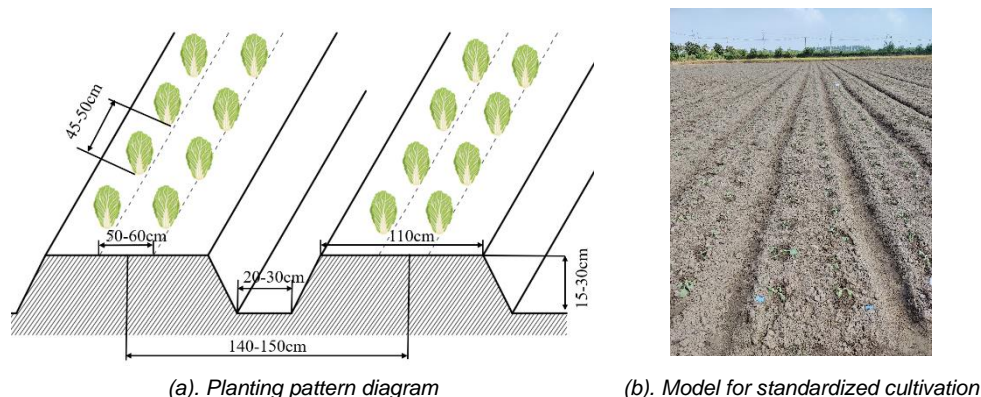 45-50cm
50-60cm
110cm
20-30cm
15-30cm
140-150cm
(a). Planting pattern diagram
(b). Model for standardized cultivation